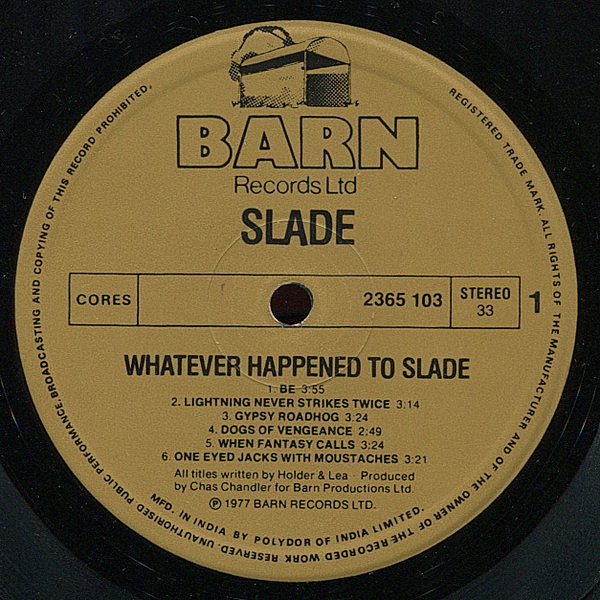 BARN
Records Ltd
SLADE
CORES
2365 103
STEREO
33
1
WHATEVER HAPPENED TO SLADE
1. BE 3:55
2. LIGHTNING NEVER STRIKES TWICE 3:14
3. GYPSY ROADHOG 3:24
4. DOGS OF VENGEANCE 2:49
5. WHEN FANTASY CALLS 3:24
6. ONE EYED JACKS WITH MOUSTACHES 3:21
All titles written by Holder & Lea · Produced
by Chas Chandler for Barn Productions Ltd.
℗ 1977 BARN RECORDS LTD.
MFD. IN INDIA BY POLYDOR OF INDIA LIMITED.
REGISTERED TRADE MARK. ALL RIGHTS OF THE MANUFACTURER AND OF THE OWNER OF THE RECORDED WORK RESERVED. UNAUTHORISED PUBLIC PERFORMANCE, BROADCASTING AND COPYING OF THIS RECORD PROHIBITED.